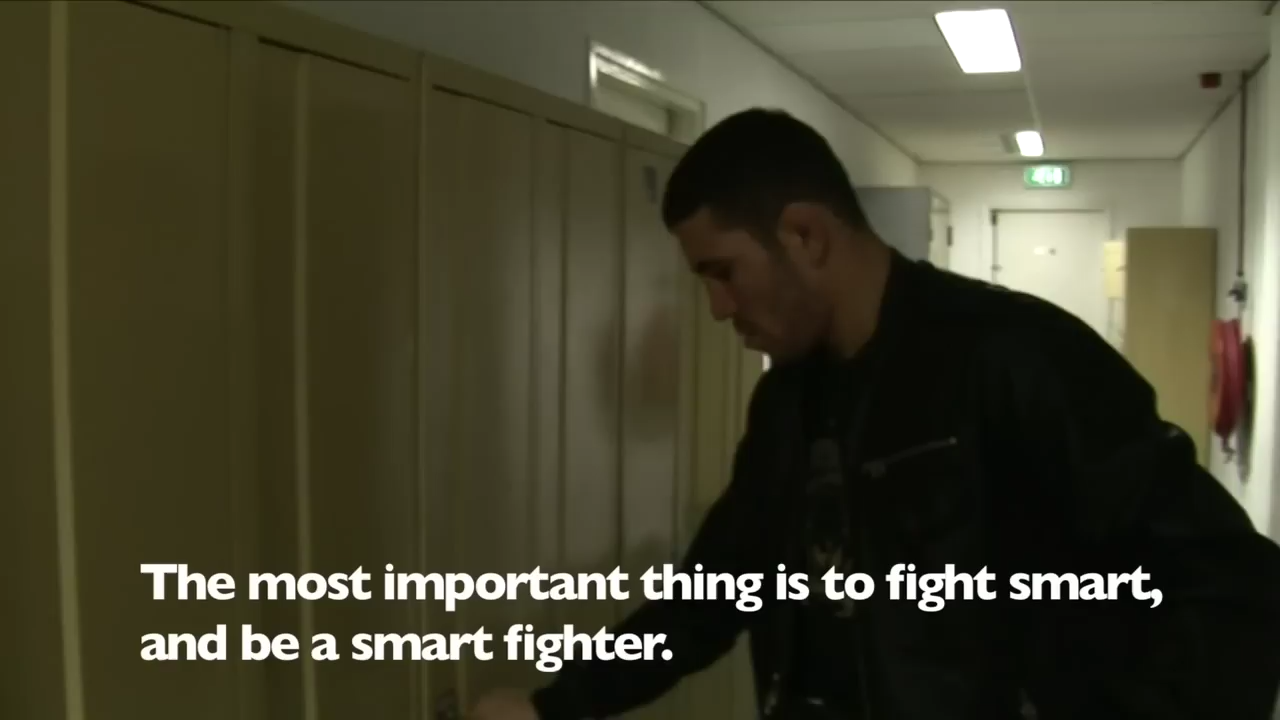 The most important thing is to fight smart,
and be a smart fighter.